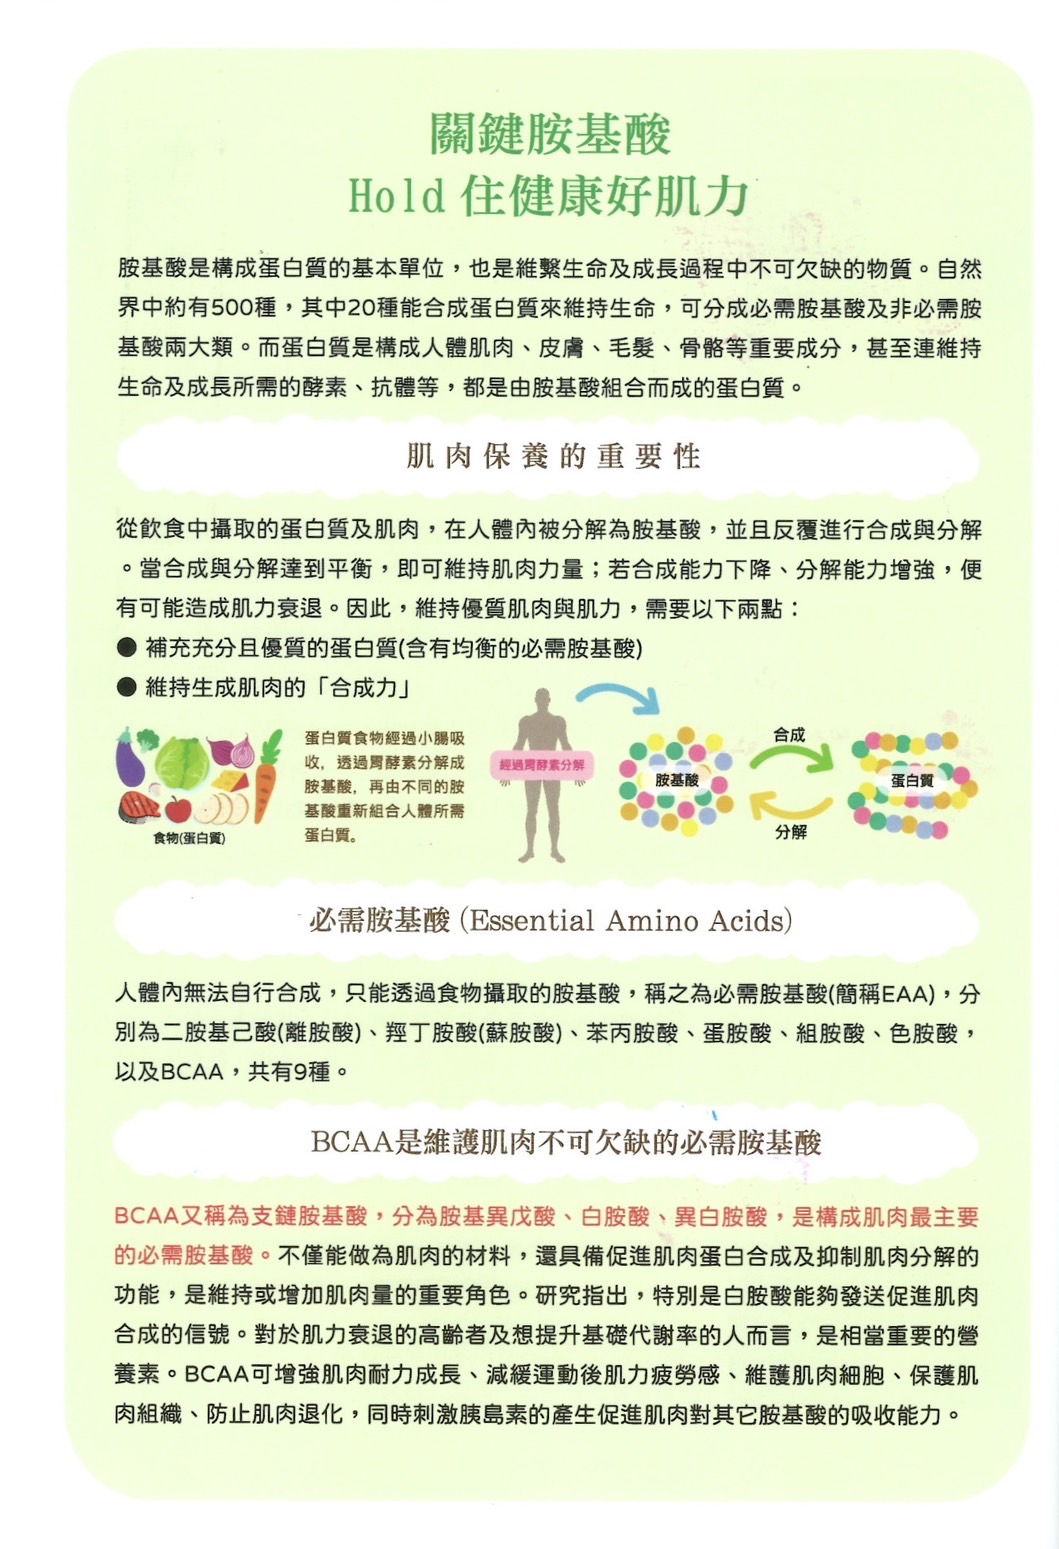 關鍵胺基酸
Hold 住健康好肌力
胺基酸是構成蛋白質的基本單位，也是維繫生命及成長過程中不可欠缺的物質。自然
界中約有500種，其中20種能合成蛋白質來維持生命，可分成必需胺基酸及非必需胺
基酸兩大類。而蛋白質是構成人體肌肉、皮膚、毛髮、骨骼等重要成分，甚至連維持
生命及成長所需的酵素、抗體等，都是由胺基酸組合而成的蛋白質。
肌肉保養的重要性
從飲食中攝取的蛋白質及肌肉，在人體內被分解為胺基酸，並且反覆進行合成與分解
。當合成與分解達到平衡，即可維持肌肉力量；若合成能力下降、分解能力增強，便
有可能造成肌力衰退。因此，維持優質肌肉與肌力，需要以下兩點：
● 補充充分且優質的蛋白質(含有均衡的必需胺基酸)
● 維持生成肌肉的「合成力」
食物(蛋白質)
蛋白質食物經過小腸吸
收，透過胃酵素分解成
胺基酸，再由不同的胺
基酸重新組合人體所需
蛋白質。
經過胃酵素分解
胺基酸
合成
分解
蛋白質
必需胺基酸 (Essential Amino Acids)
人體內無法自行合成，只能透過食物攝取的胺基酸，稱之為必需胺基酸(簡稱EAA)，分
別為二胺基己酸(離胺酸)、羥丁胺酸(蘇胺酸)、苯丙胺酸、蛋胺酸、組胺酸、色胺酸，
以及BCAA，共有9種。
BCAA是維護肌肉不可欠缺的必需胺基酸
BCAA又稱為支鏈胺基酸，分為胺基異戊酸、白胺酸、異白胺酸，是構成肌肉最主要
的必需胺基酸。不僅能做為肌肉的材料，還具備促進肌肉蛋白合成及抑制肌肉分解的
功能，是維持或增加肌肉量的重要角色。研究指出，特別是白胺酸能夠發送促進肌肉
合成的信號。對於肌力衰退的高齡者及想提升基礎代謝率的人而言，是相當重要的營
養素。BCAA可增強肌肉耐力成長、減緩運動後肌力疲勞感、維護肌肉細胞、保護肌
肉組織、防止肌肉退化，同時刺激胰島素的產生促進肌肉對其它胺基酸的吸收能力。